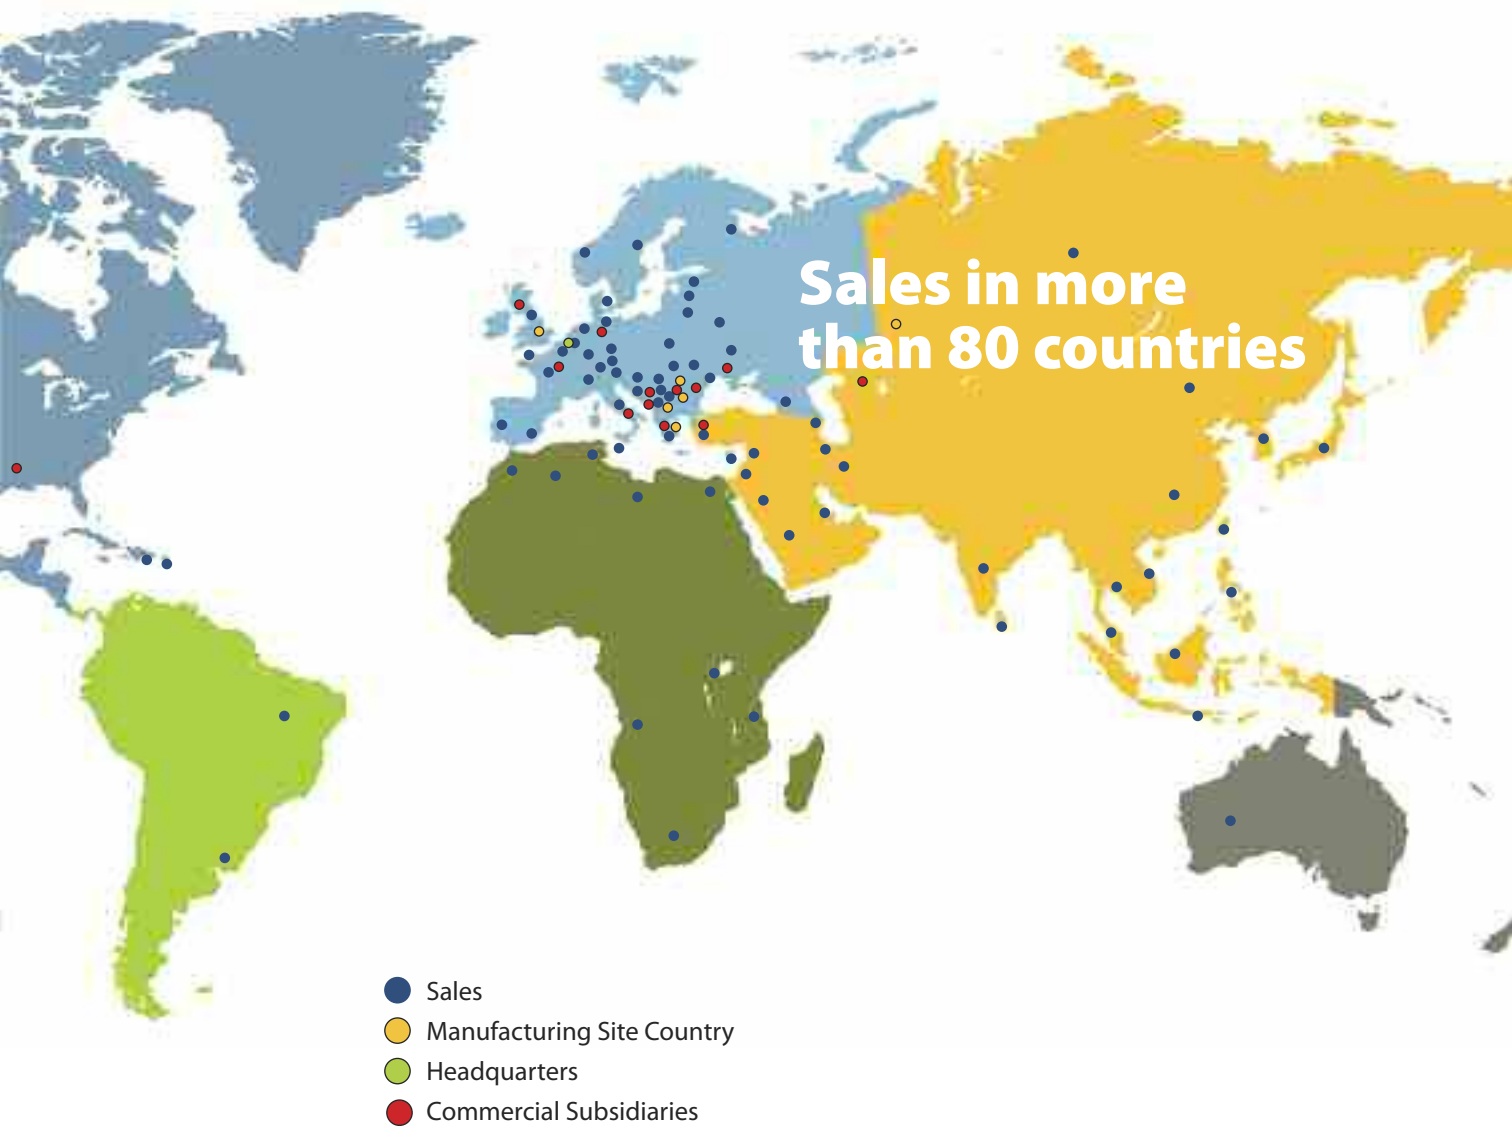 Sales in more
than 80 countries
Sales
Manufacturing Site Country
Headquarters
Commercial Subsidiaries